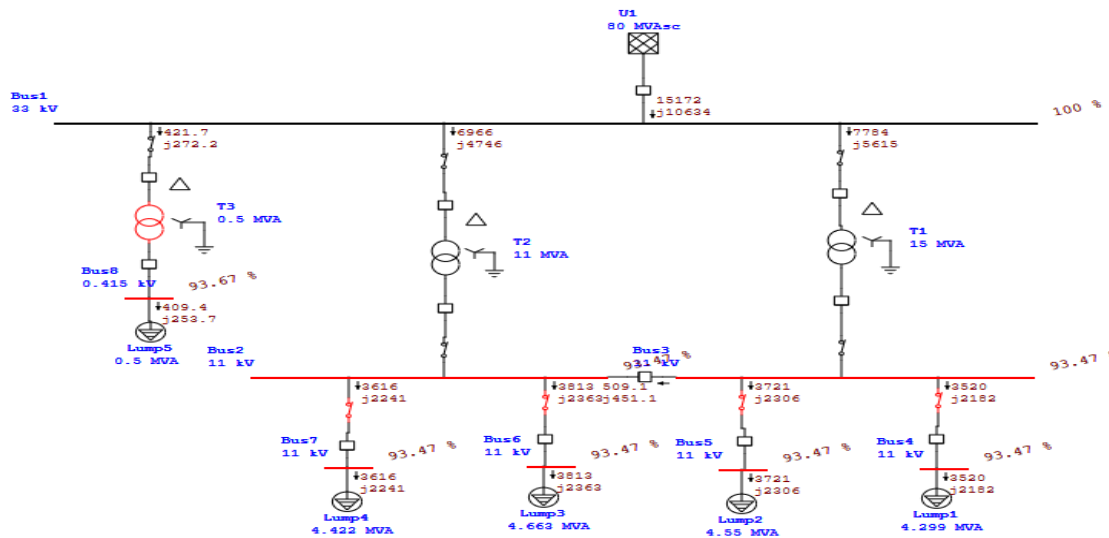 U1
80 MVAsc
Bus1
33 kV
15172
j10634
100 %
421.7
j272.2
6966
j4746
7784
j5615
T3
0.5 MVA
T2
11 MVA
T1
15 MVA
Bus8
0.415 kV
93.67 %
409.4
j253.7
Lump5
0.5 MVA
Bus2
11 kV
Bus3
11 kV
93.47 %
93.47 %
3616
j2241
3813
j2363
509.1
j451.1
3721
j2306
3520
j2182
Bus7
11 kV
93.47 %
Bus6
11 kV
93.47 %
Bus5
11 kV
93.47 %
Bus4
11 kV
93.47 %
3616
j2241
3813
j2363
3721
j2306
3520
j2182
Lump4
4.422 MVA
Lump3
4.663 MVA
Lump2
4.55 MVA
Lump1
4.299 MVA